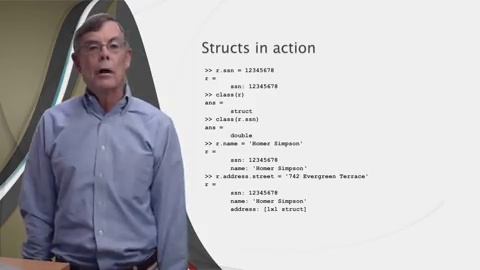 Structs in action
>> r.ssn = 12345678
r =
ssn: 12345678
>> class(r)
ans =
struct
>> class(r.ssn)
ans =
double
>> r.name = 'Homer Simpson'
r =
ssn: 12345678
name: 'Homer Simpson'
>> r.address.street = '742 Evergreen Terrace'
r =
ssn: 12345678
name: 'Homer Simpson'
address: [1x1 struct]